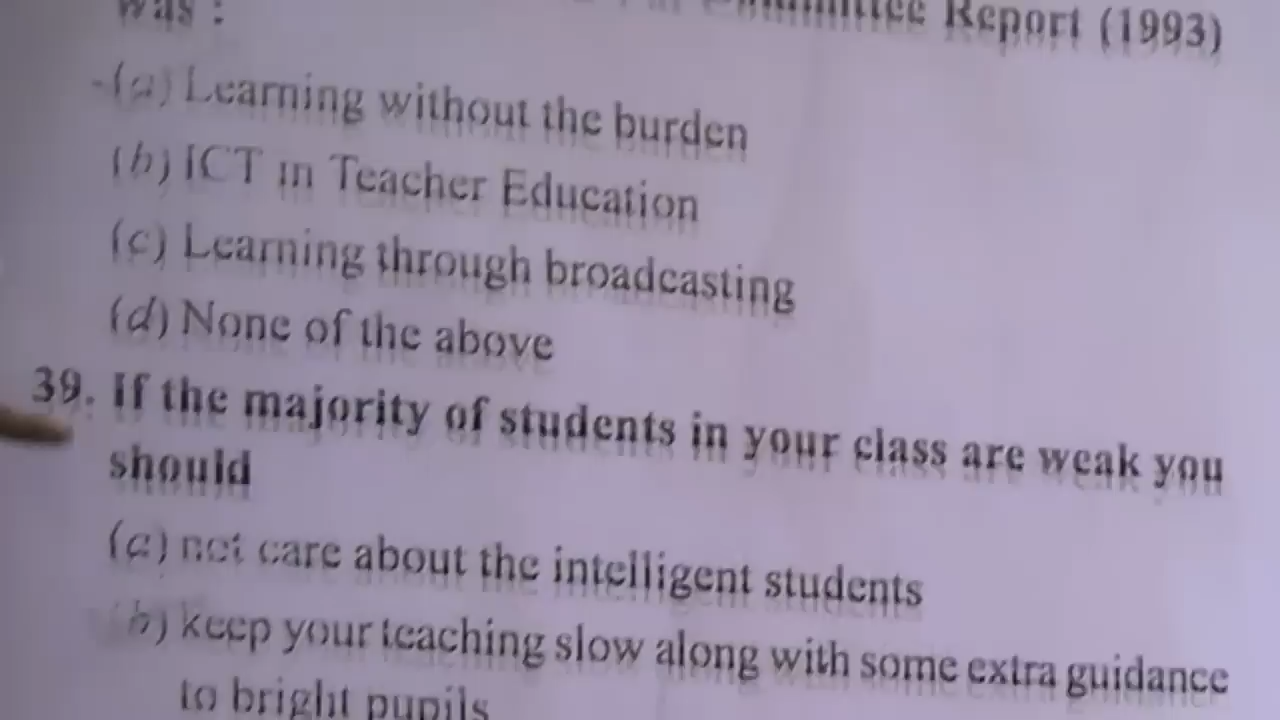 was :
Committee Report (1993)
(a) Learning without the burden
(b) ICT in Teacher Education
(c) Learning through broadcasting
(d) None of the above
39. If the majority of students in your class are weak you
should
(a) not care about the intelligent students
(b) keep your teaching slow along with some extra guidance
to bright pupils